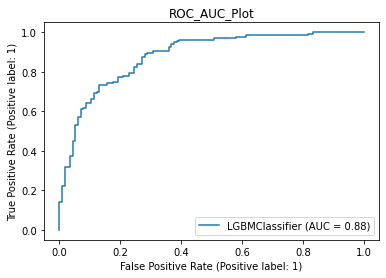 ROC_AUC_Plot
True Positive Rate (Positive label: 1)
1.0
0.8
0.6
0.4
0.2
0.0
LGBMClassifier (AUC = 0.88)
0.0 0.2 0.4 0.6 0.8 1.0
False Positive Rate (Positive label: 1)